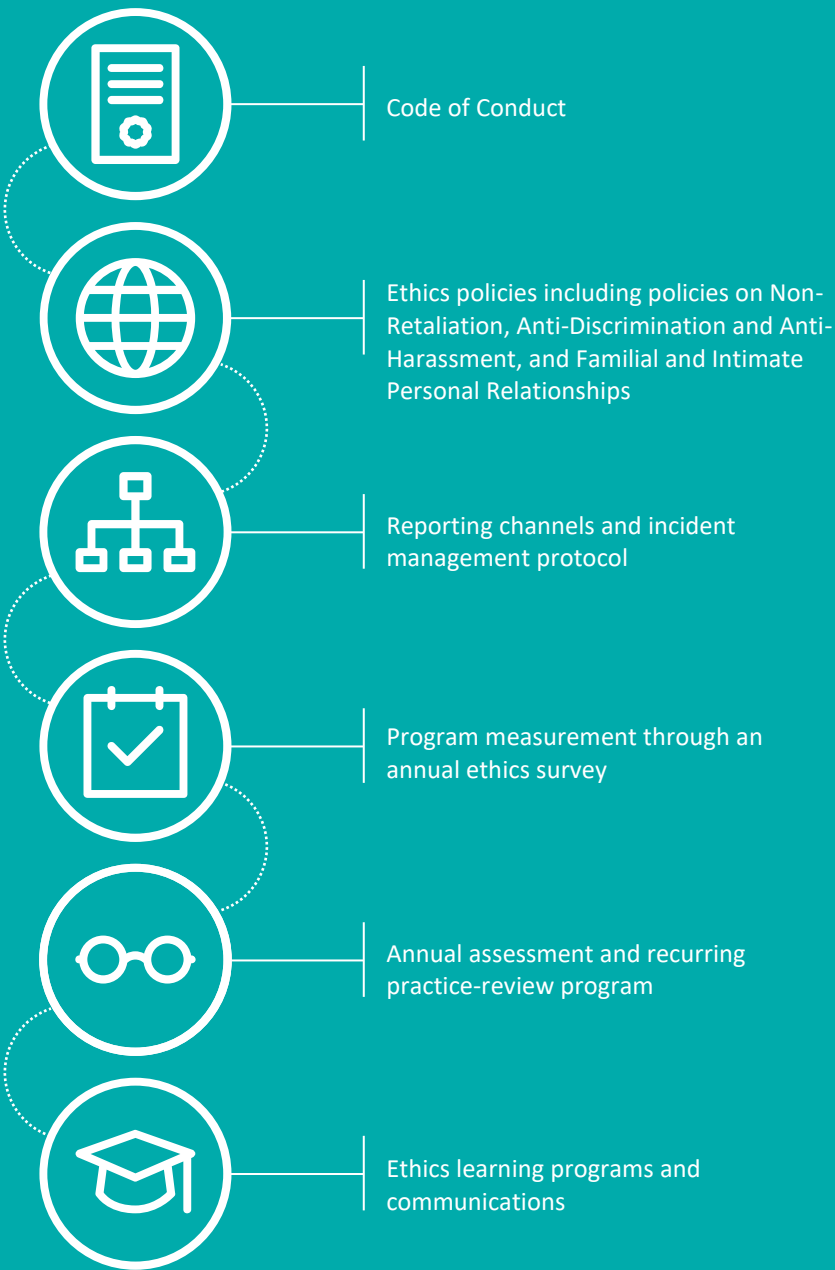 Code of Conduct
Ethics policies including policies on Non-
Retaliation, Anti-Discrimination and Anti-
Harassment, and Familial and Intimate
Personal Relationships
Reporting channels and incident
management protocol
Program measurement through an
annual ethics survey
Annual assessment and recurring
practice-review program
Ethics learning programs and
communications